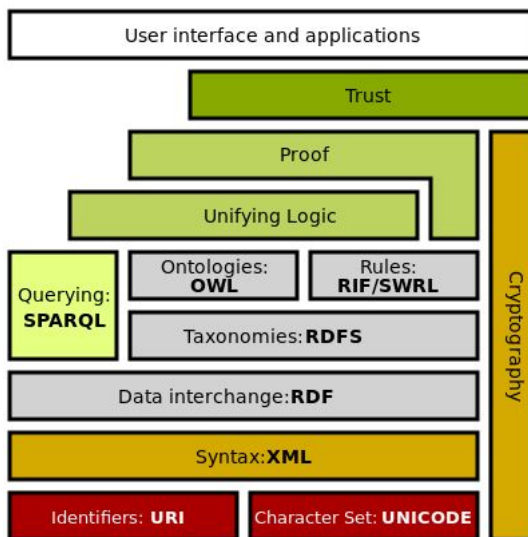 User interface and applications
Trust
Proof
Unifying Logic
Querying:
SPARQL
Ontologies:
OWL
Rules:
RIF/SWRL
Taxonomies:RDFS
Data interchange:RDF
Syntax:XML
Identifiers: URI
Character Set: UNICODE
Cryptography